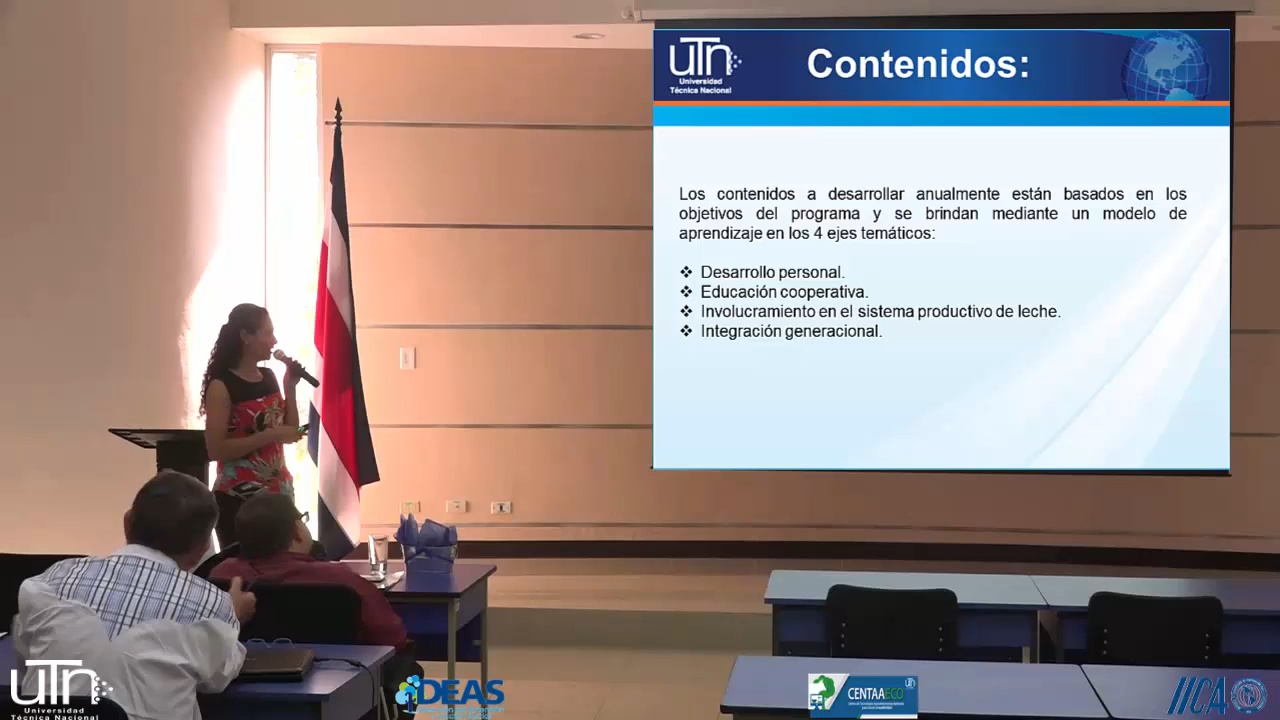 UTn
Universidad
Técnica Nacional
Contenidos:
Los contenidos a desarrollar anualmente están basados en los
objetivos del programa y se brindan mediante un modelo de
aprendizaje en los 4 ejes temáticos:
❖ Desarrollo personal.
❖ Educación cooperativa.
❖ Involucramiento en el sistema productivo de leche.
❖ Integración generacional.
UTn
Universidad
Técnica Nacional
IDEAS
CENTAAECO
UTn
IICA